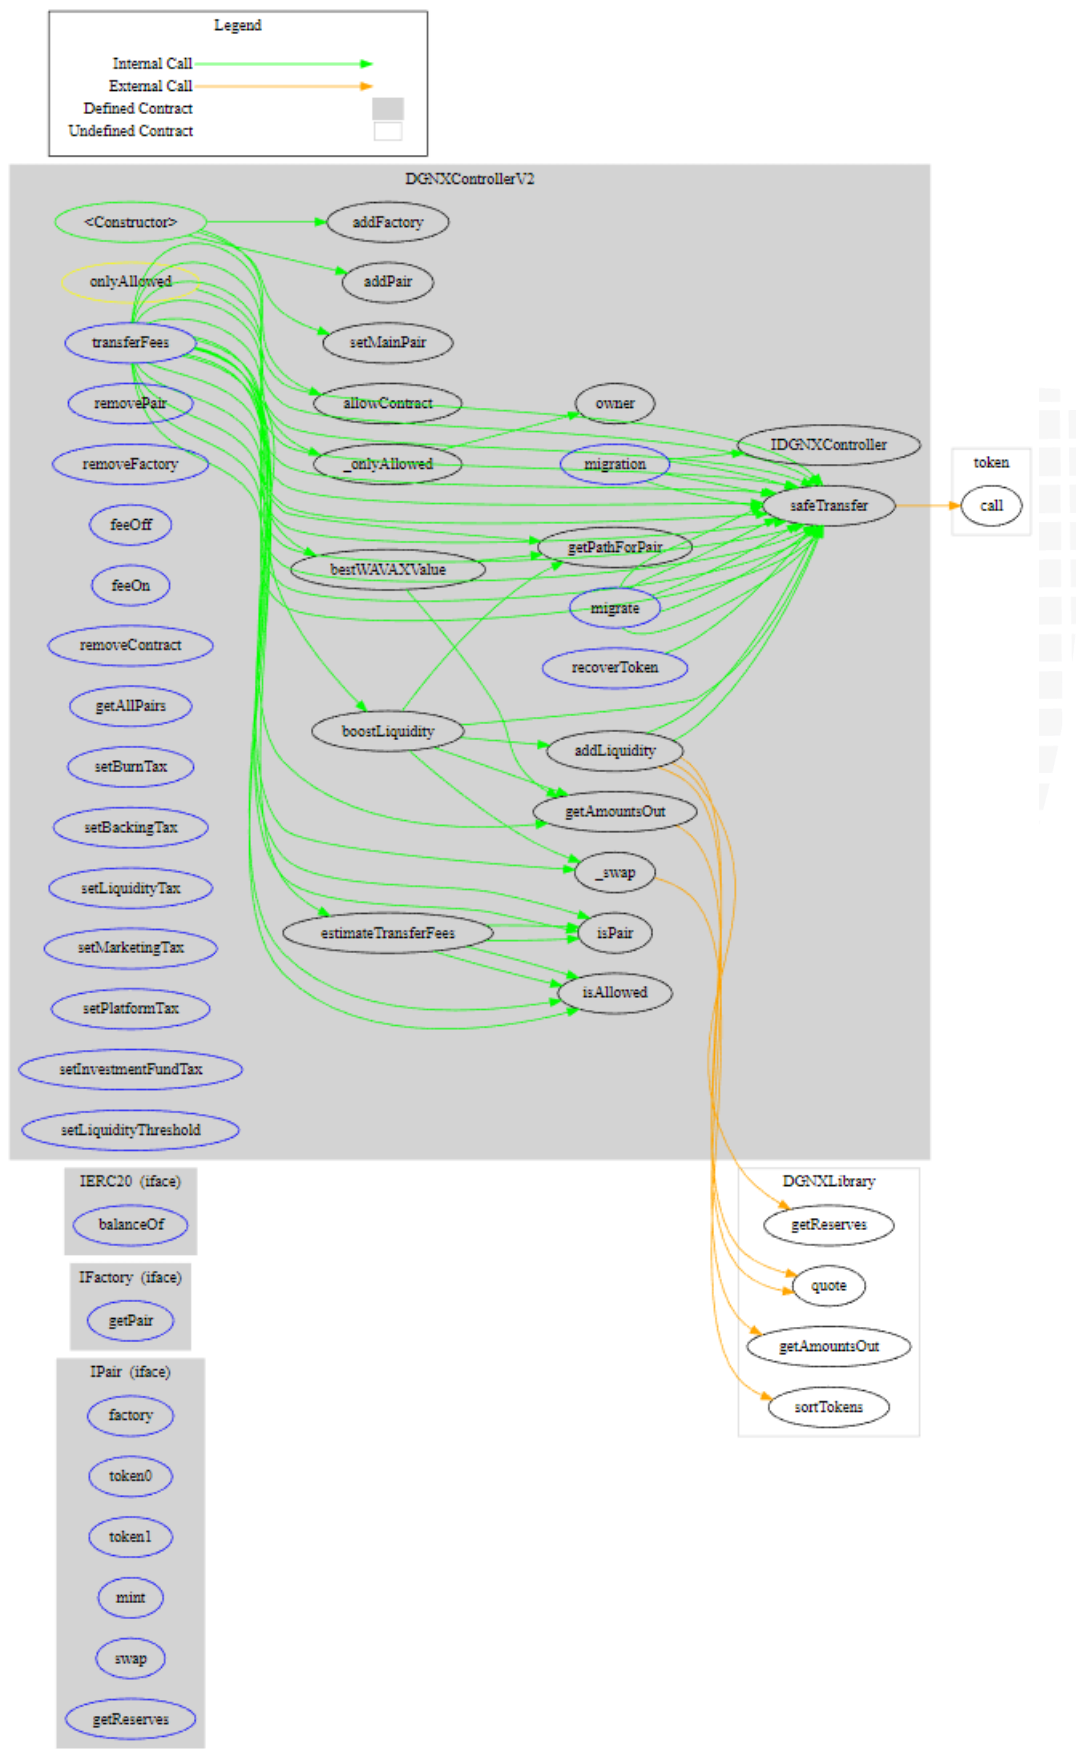 Legend
Internal Call
External Call
Defined Contract
Undefined Contract
DGNXControllerV2
<Constructor>
addFactory
onlyAllowed
addPair
transferFees
setMainPair
removePair
allowContract
owner
IDGNXController
removeFactory
_onlyAllowed
migration
token
feeOff
safeTransfer
call
feeOn
bestWAVAXValue
getPathForPair
migrate
removeContract
recoverToken
getAllPairs
boostLiquidity
addLiquidity
setBurnTax
setBackingTax
getAmountsOut
setLiquidityTax
_swap
setMarketingTax
estimateTransferFees
isPair
setPlatformTax
isAllowed
setInvestmentFundTax
setLiquidityThreshold
IERC20 (iface)
balanceOf
DGNXLibrary
getReserves
IFactory (iface)
getPair
quote
getAmountsOut
sortTokens
IPair (iface)
factory
token0
token1
mint
swap
getReserves